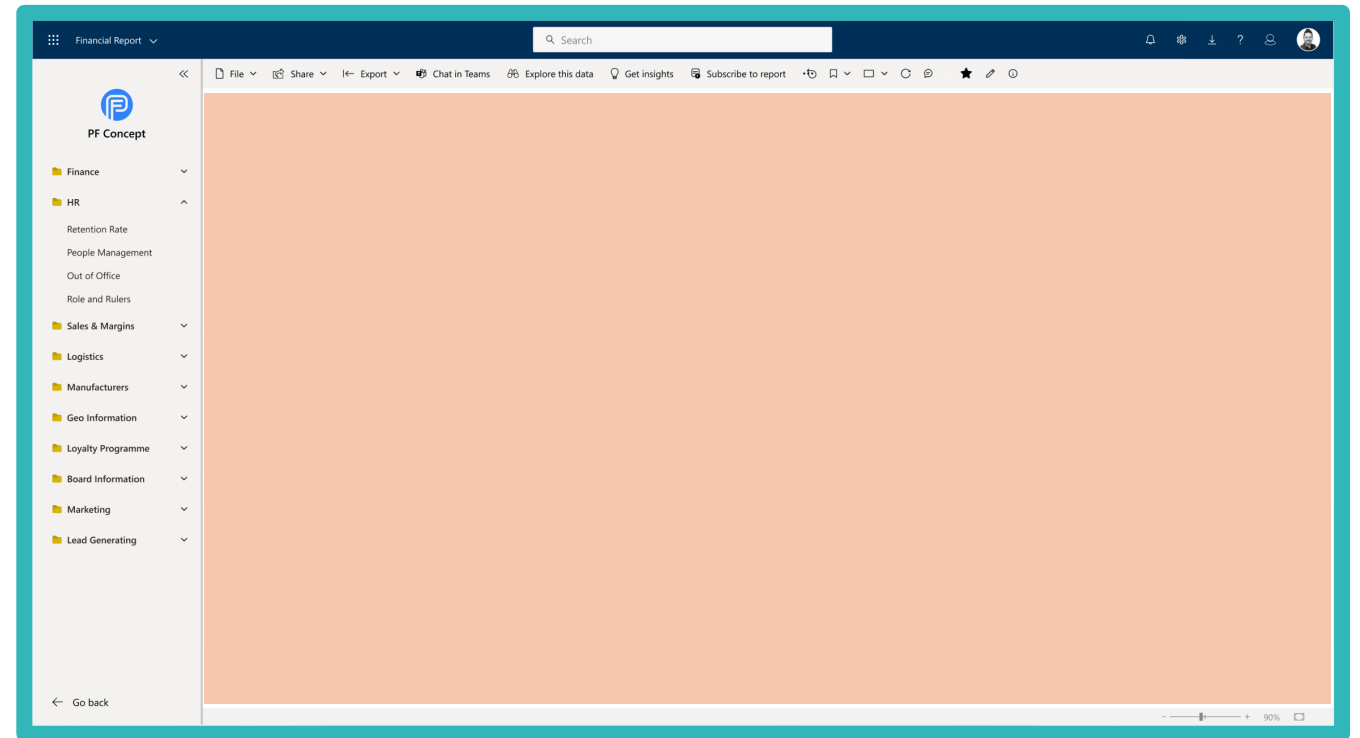 Financial Report
Search
?
File Share Export Chat in Teams Explore this data Get insights Subscribe to report
PF Concept
Finance
HR
Retention Rate
People Management
Out of Office
Role and Rulers
Sales & Margins
Logistics
Manufacturers
Geo Information
Loyalty Programme
Board Information
Marketing
Lead Generating
Go back
- + 90%